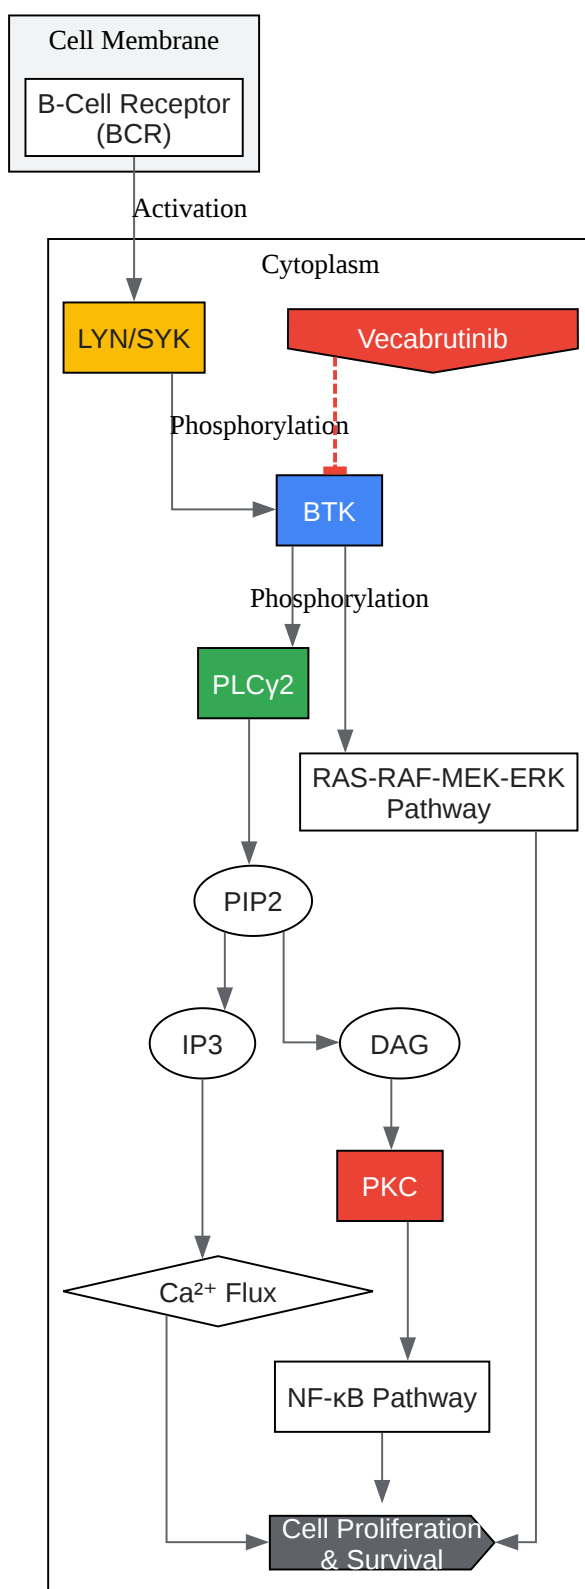 Cell Membrane
B-Cell Receptor
(BCR)
Activation
Cytoplasm
LYN/SYK
Vecabrutinib
Phosphorylation
BTK
Phosphorylation
PLCγ2
RAS-RAF-MEK-ERK
Pathway
PIP2
IP3
DAG
PKC
Ca²⁺ Flux
NF-κB Pathway
Cell Proliferation
& Survival